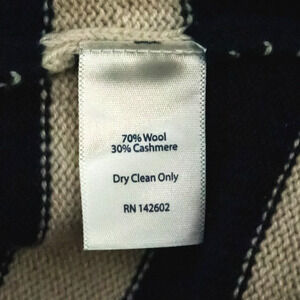 70% Wool
30% Cashmere
Dry Clean Only
RN 142602